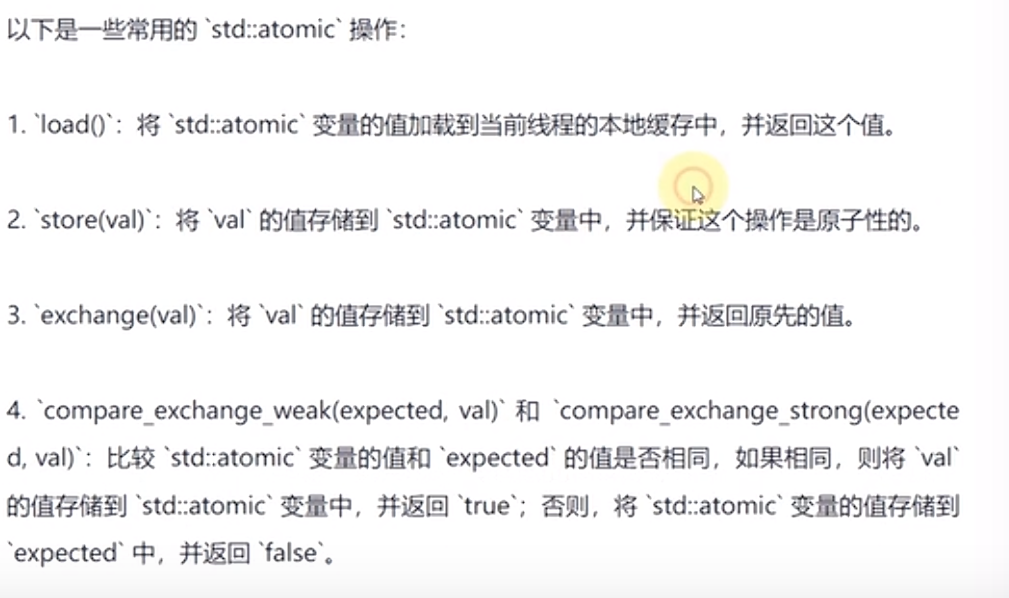 以下是一些常用的 `std::atomic` 操作：
1. `load()`：将 `std::atomic` 变量的值加载到当前线程的本地缓存中，并返回这个值。
2. `store(val)`：将 `val` 的值存储到 `std::atomic` 变量中，并保证这个操作是原子性的。
3. `exchange(val)`：将 `val` 的值存储到 `std::atomic` 变量中，并返回原先的值。
4. `compare_exchange_weak(expected, val)` 和 `compare_exchange_strong(expecte
d, val)`：比较 `std::atomic` 变量的值和 `expected` 的值是否相同，如果相同，则将 `val`
的值存储到 `std::atomic` 变量中，并返回 `true`；否则，将 `std::atomic` 变量的值存储到
`expected` 中，并返回 `false`。